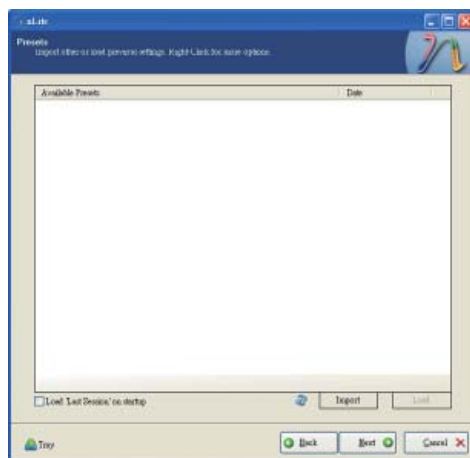 nLite
Presets
Import other or load previous settings. Right-Click for more options.
Available Presets Date
Load 'Last Session' on startup
Import Load
Tray
Back Next Cancel